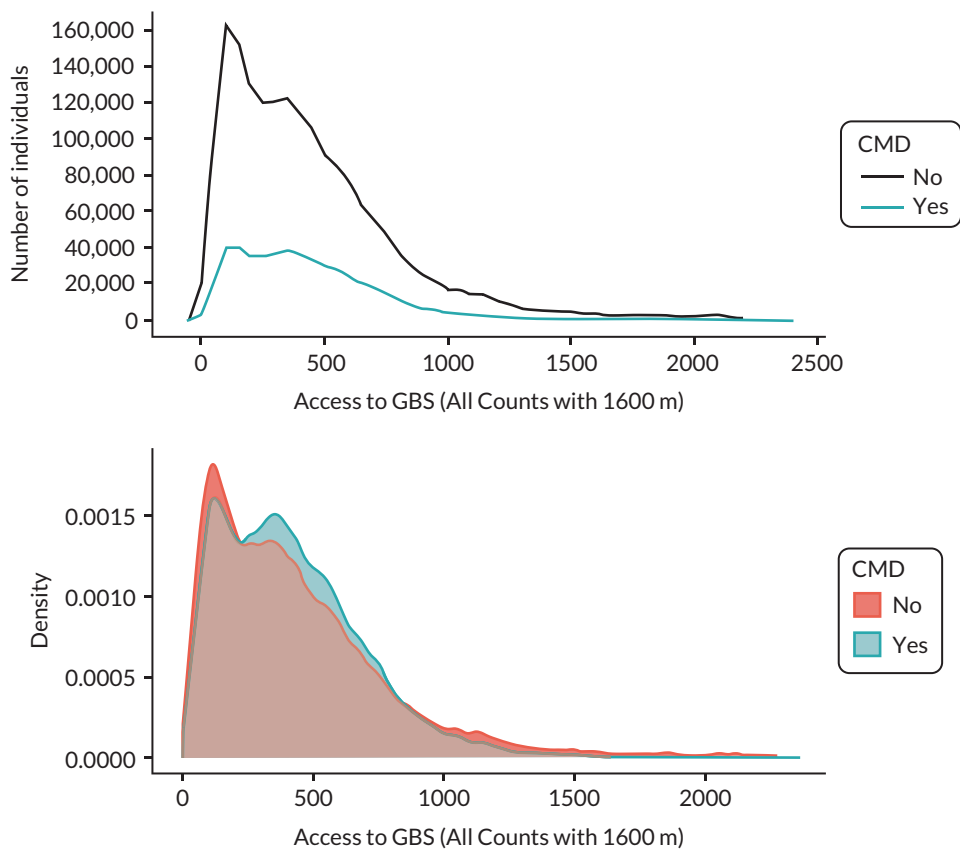 Number of individuals
160,000
140,000
120,000
100,000
80,000
60,000
40,000
20,000
0
0 500 1000 1500 2000 2500
Access to GBS (All Counts with 1600 m)
CMD
No
Yes
Density
0.0015
0.0010
0.0005
0.0000
0 500 1000 1500 2000
Access to GBS (All Counts with 1600 m)
CMD
No
Yes